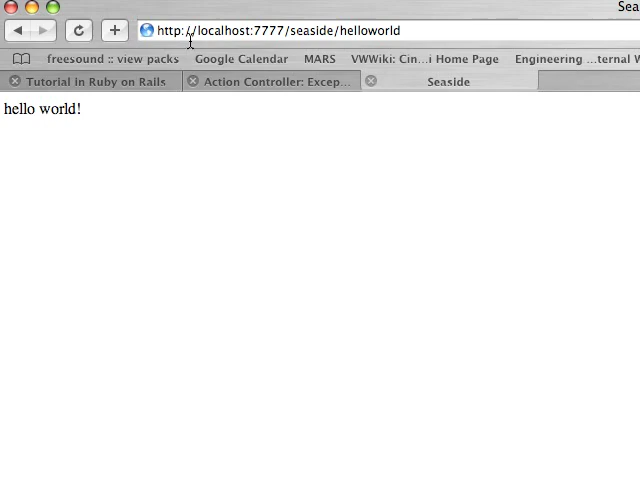 Sea
http://localhost:7777/seaside/helloworld
freesound :: view packs Google Calendar MARS VWWiki: Cin...i Home Page Engineering ...ternal W
Tutorial in Ruby on Rails Action Controller: Excep... Seaside
hello world!